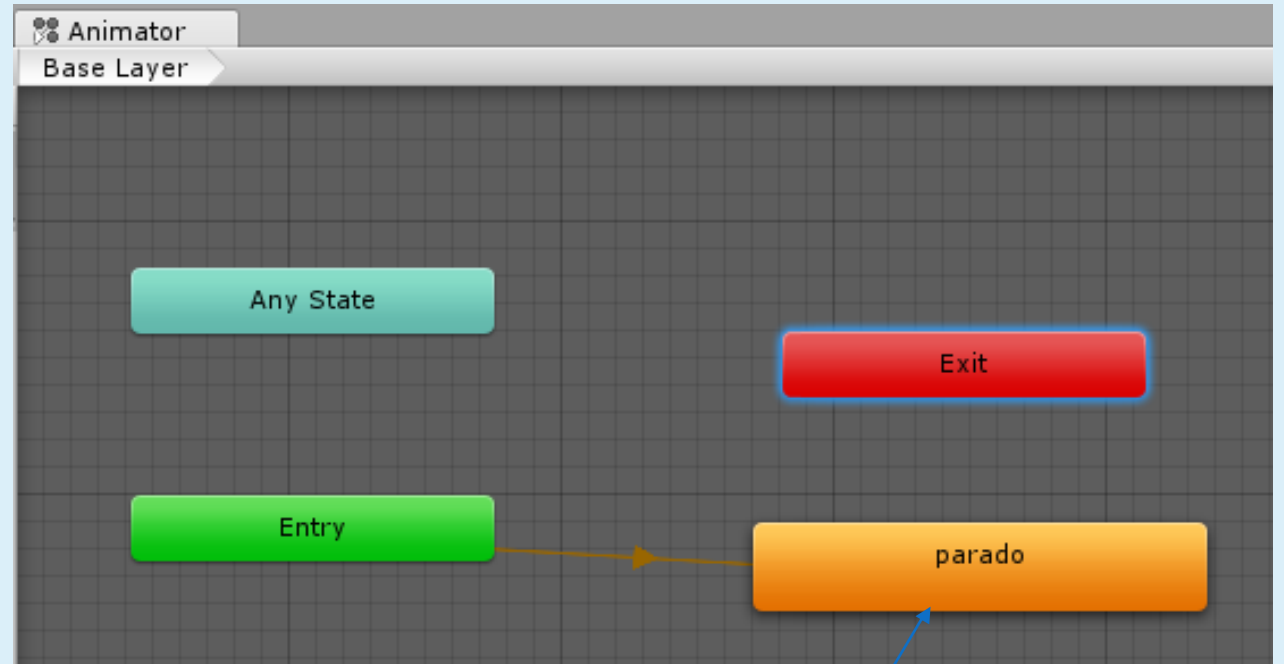 Animator
Base Layer
Any State
Exit
Entry
parado